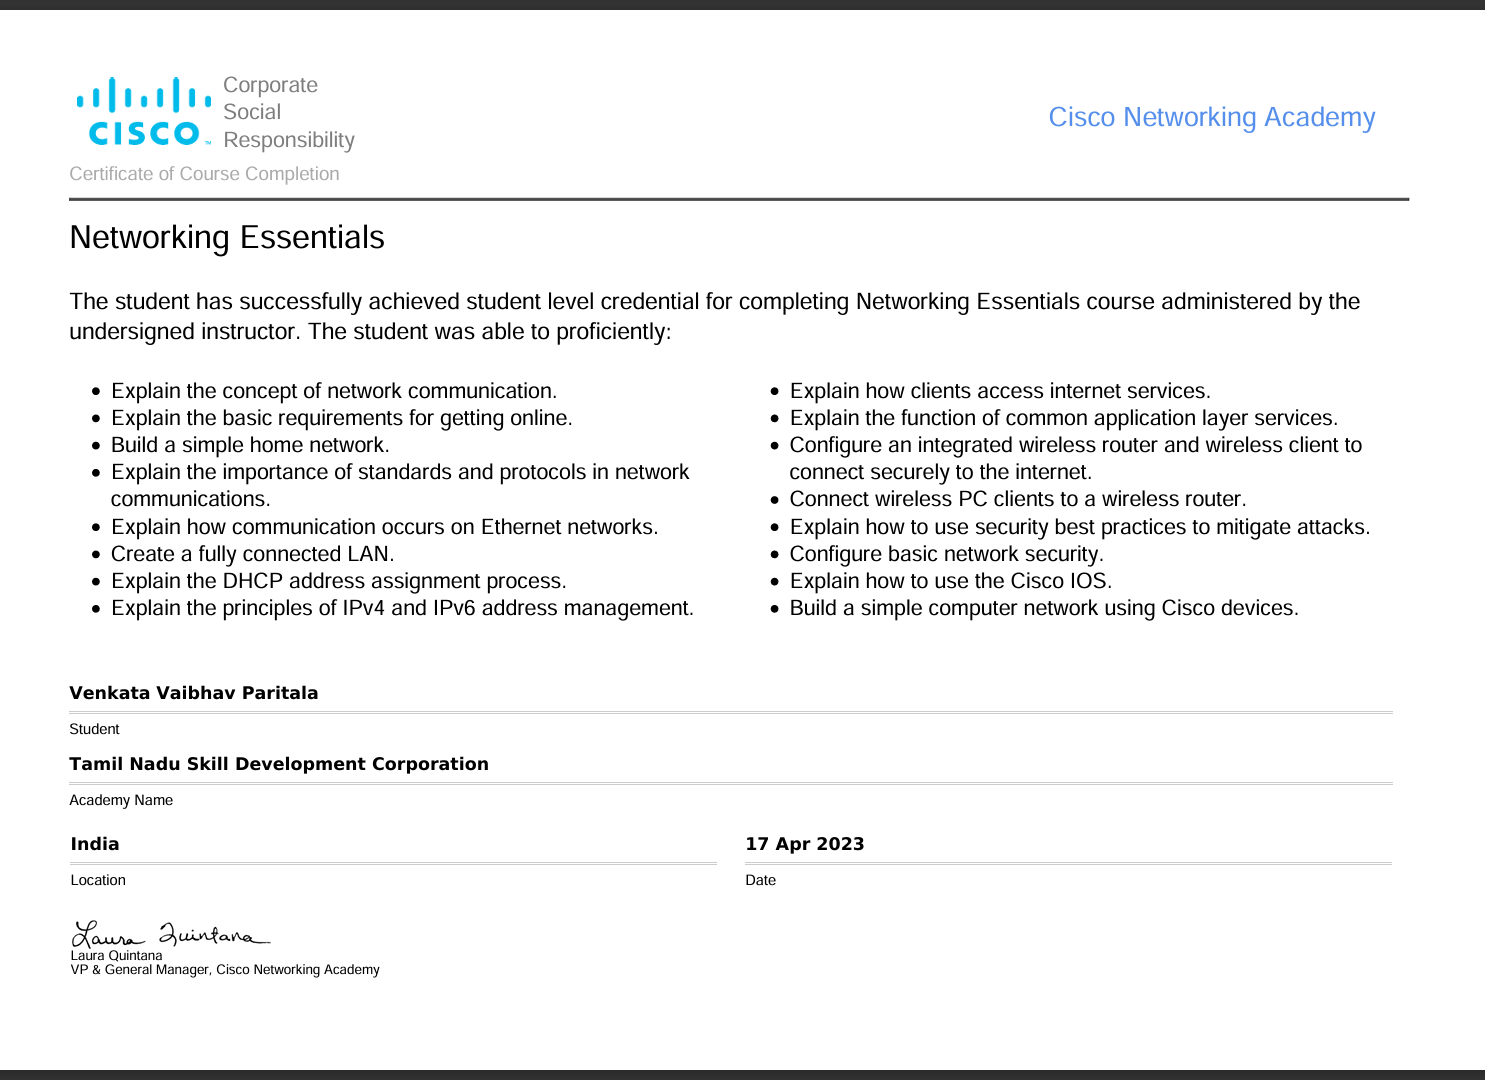 Corporate
Social
Responsibility
CISCO™
Cisco Networking Academy
Certificate of Course Completion
Networking Essentials
The student has successfully achieved student level credential for completing Networking Essentials course administered by the
undersigned instructor. The student was able to proficiently:
• Explain the concept of network communication.
• Explain the basic requirements for getting online.
• Build a simple home network.
• Explain the importance of standards and protocols in network
communications.
• Explain how communication occurs on Ethernet networks.
• Create a fully connected LAN.
• Explain the DHCP address assignment process.
• Explain the principles of IPv4 and IPv6 address management.
• Explain how clients access internet services.
• Explain the function of common application layer services.
• Configure an integrated wireless router and wireless client to
connect securely to the internet.
• Connect wireless PC clients to a wireless router.
• Explain how to use security best practices to mitigate attacks.
• Configure basic network security.
• Explain how to use the Cisco IOS.
• Build a simple computer network using Cisco devices.
Venkata Vaibhav Paritala
Student
Tamil Nadu Skill Development Corporation
Academy Name
India
Location
17 Apr 2023
Date
Laura Quintana
Laura Quintana
VP & General Manager, Cisco Networking Academy